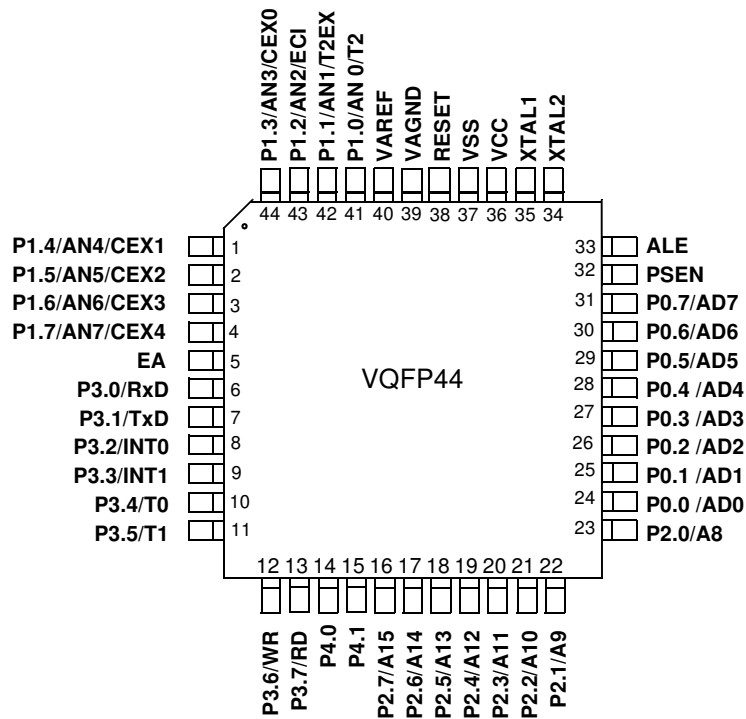 P1.3/AN3/CEX0
P1.2/AN2/ECI
P1.1/AN1/T2EX
P1.0/AN 0/T2
VAREF
VAGND
RESET
VSS
VCC
XTAL1
XTAL2
44 43 42 41 40 39 38 37 36 35 34
P1.4/AN4/CEX1 1
P1.5/AN5/CEX2 2
P1.6/AN6/CEX3 3
P1.7/AN7/CEX4 4
EA 5
P3.0/RxD 6
P3.1/TxD 7
P3.2/INT0 8
P3.3/INT1 9
P3.4/T0 10
P3.5/T1 11
VQFP44
33 ALE
32 PSEN
31 P0.7/AD7
30 P0.6/AD6
29 P0.5/AD5
28 P0.4 /AD4
27 P0.3 /AD3
26 P0.2 /AD2
25 P0.1 /AD1
24 P0.0 /AD0
23 P2.0/A8
12 13 14 15 16 17 18 19 20 21 22
P3.6/WR
P3.7/RD
P4.0
P4.1
P2.7/A15
P2.6/A14
P2.5/A13
P2.4/A12
P2.3/A11
P2.2/A10
P2.1/A9